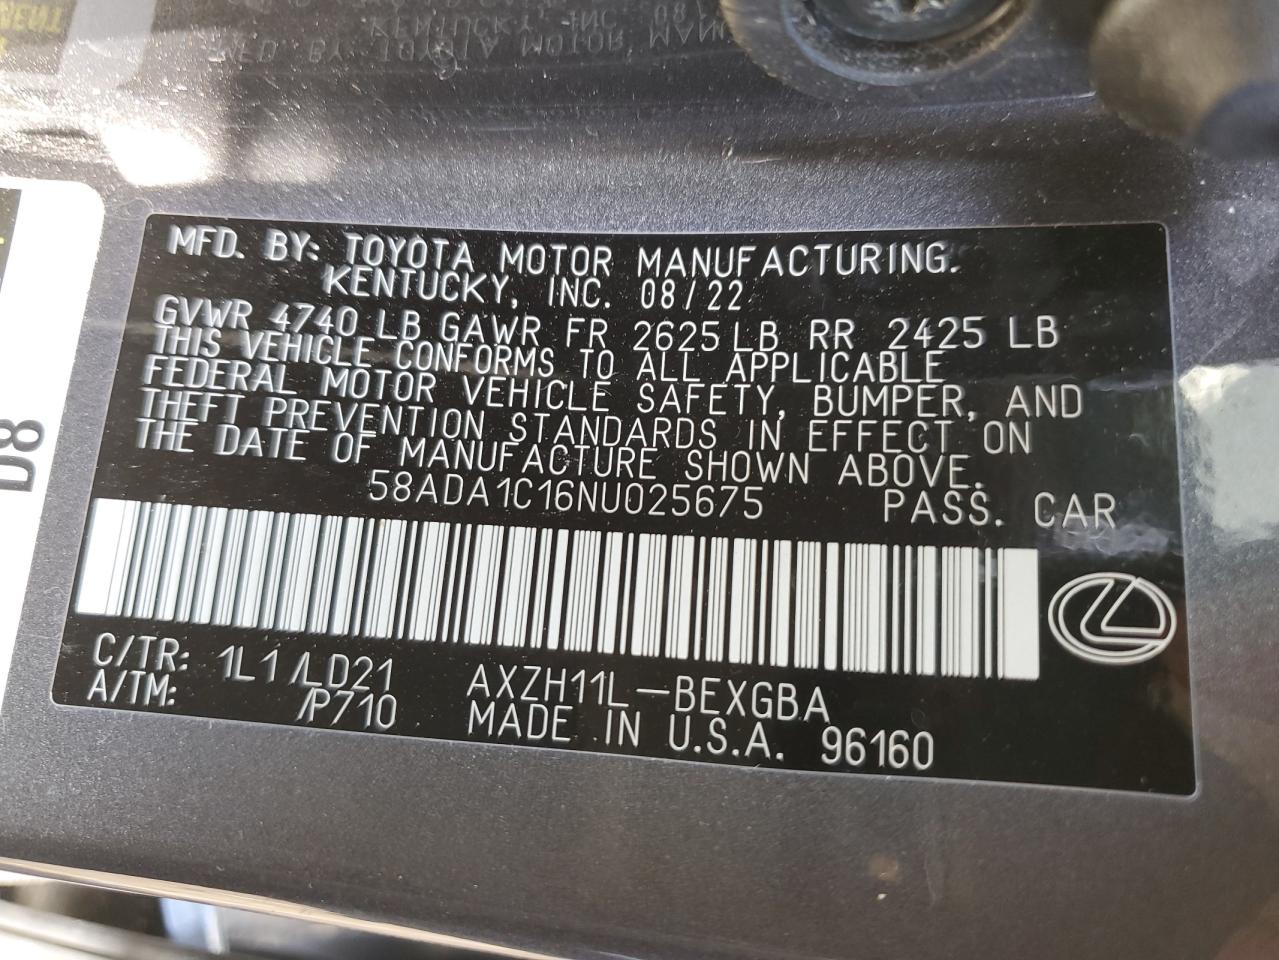 MFD. BY: TOYOTA MOTOR MANUFACTURING.
KENTUCKY, INC. 08/22
GVWR 4740 LB GAWR FR 2625 LB RR 2425 LB
THIS VEHICLE CONFORMS TO ALL APPLICABLE
FEDERAL MOTOR VEHICLE SAFETY, BUMPER, AND
THEFT PREVENTION STANDARDS IN EFFECT ON
THE DATE OF MANUFACTURE SHOWN ABOVE.
58ADA1C16NU025675 PASS. CAR
C/TR: 1L1/LD21 AXZH11L-BEXGBA
A/TM: /P710 MADE IN U.S.A. 96160
D8